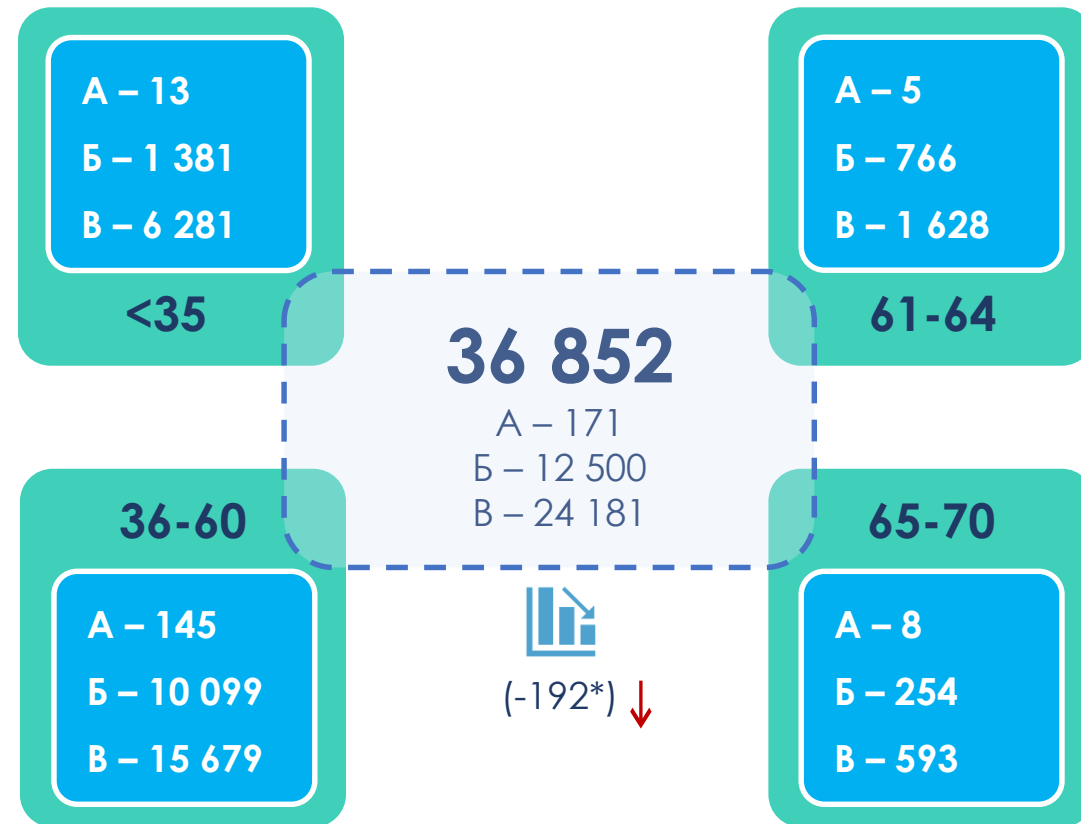 А – 13
Б – 1 381
В – 6 281
<35
А – 5
Б – 766
В – 1 628
61-64
36 852
А – 171
Б – 12 500
В – 24 181
36-60
А – 145
Б – 10 099
В – 15 679
65-70
А – 8
Б – 254
В – 593
(-192*)